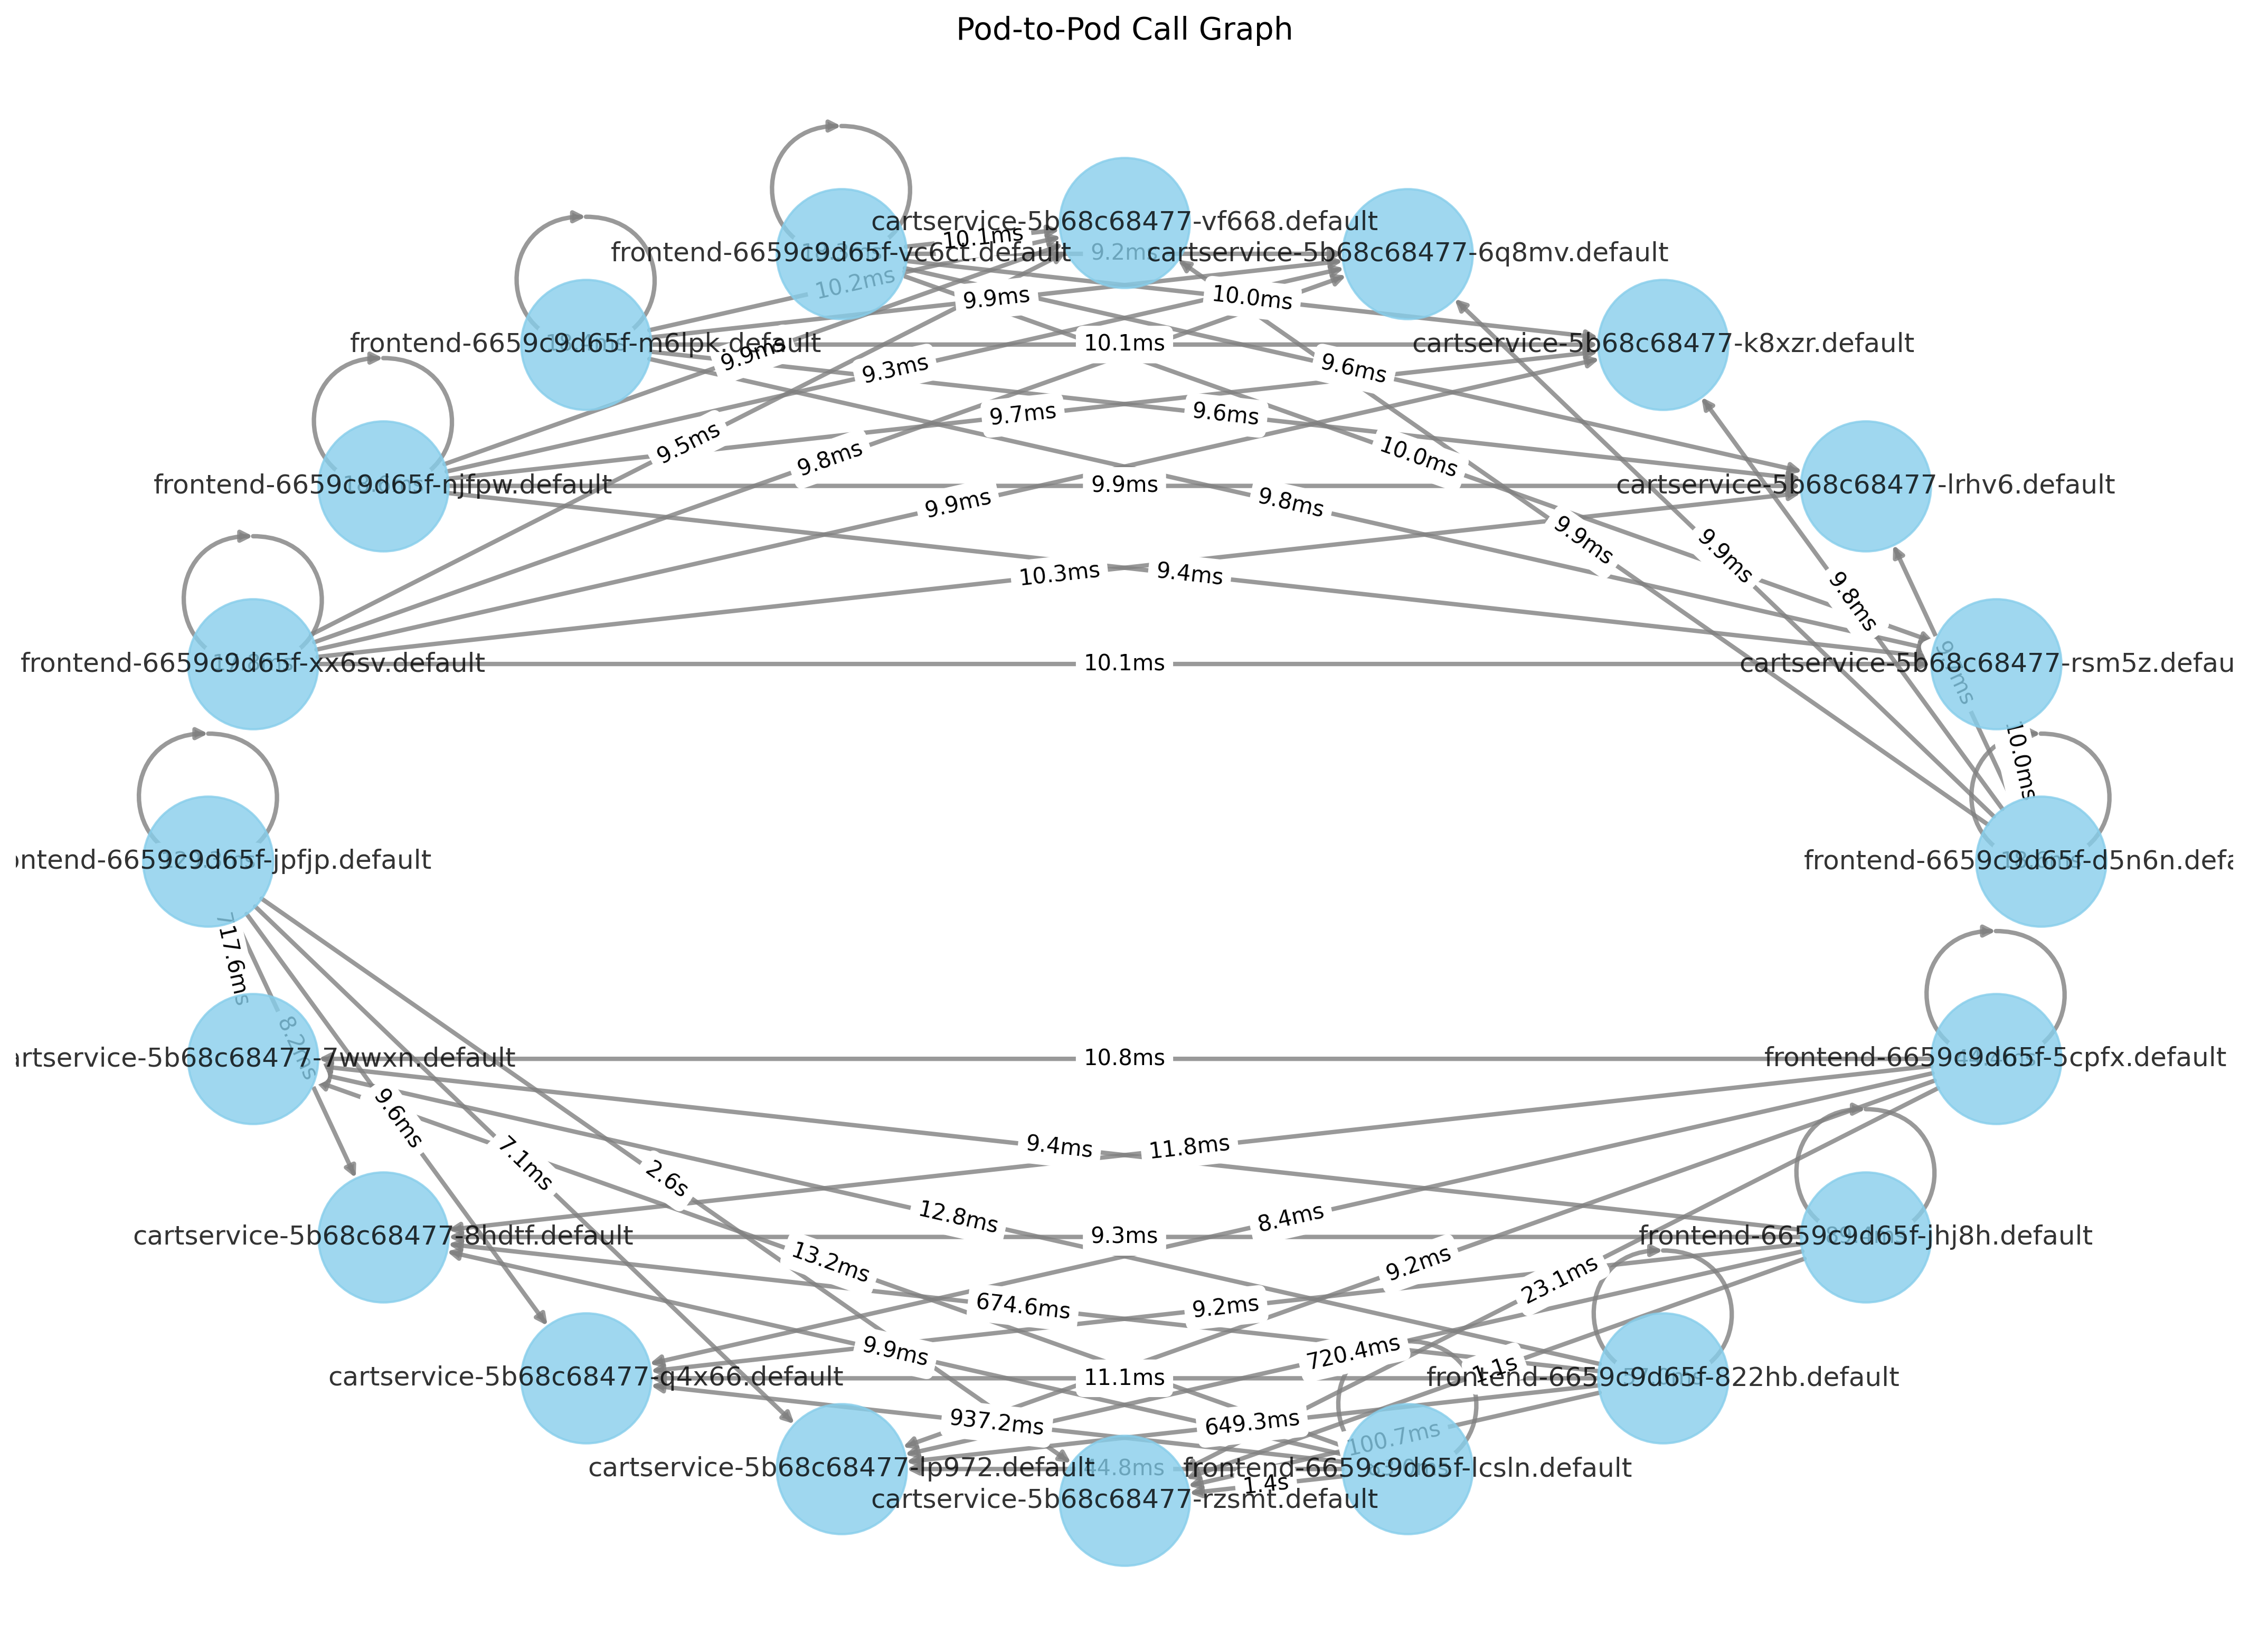 Pod-to-Pod Call Graph
cartservice-5b68c68477-vf668.default
10.1ms
frontend-6659c9d65f-vc6ct.default
9.2ms
cartservice-5b68c68477-6q8mv.default
10.2ms
9.9ms
10.0ms
frontend-6659c9d65f-m6lpk.default
9.9ms
10.1ms
cartservice-5b68c68477-k8xzr.default
9.3ms
9.6ms
9.7ms
9.6ms
9.5ms
9.8ms
10.0ms
frontend-6659c9d65f-njfpw.default
9.9ms
cartservice-5b68c68477-lrhv6.default
9.9ms
9.8ms
9.9ms
9.9ms
10.3ms
9.4ms
9.8ms
frontend-6659c9d65f-xx6sv.default
10.1ms
cartservice-5b68c68477-rsm5z.defau
10.0ms
ontend-6659c9d65f-jpfjp.default
frontend-6659c9d65f-d5n6n.defa
717.6ms
8.2ms
artservice-5b68c68477-7wwxn.default
10.8ms
frontend-6659c9d65f-5cpfx.default
9.6ms
7.1ms
2.6s
9.4ms
11.8ms
12.8ms
8.4ms
cartservice-5b68c68477-8hdtf.default
9.3ms
frontend-6659c9d65f-jhj8h.default
13.2ms
9.2ms
23.1ms
674.6ms
9.2ms
9.9ms
720.4ms
1.1s
cartservice-5b68c68477-q4x66.default
11.1ms
frontend-6659c9d65f-822hb.default
937.2ms
649.3ms
100.7ms
cartservice-5b68c68477-lp972.default
frontend-6659c9d65f-lcsln.default
1.4s
cartservice-5b68c68477-rzsmt.default